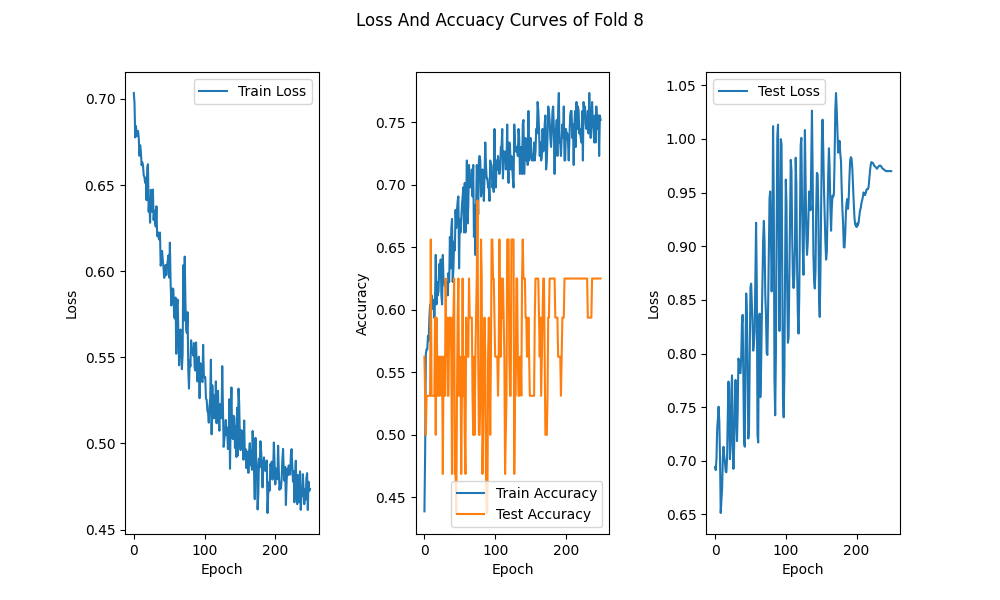 Loss And Accuacy Curves of Fold 8
Train Loss
0.70
0.65
0.60
0.55
0.50
0.45
Loss
0
100
200
Epoch
0.75
0.70
0.65
0.60
0.55
0.50
0.45
Accuracy
Train Accuracy
Test Accuracy
0
100
200
Epoch
Test Loss
1.05
1.00
0.95
0.90
0.85
0.80
0.75
0.70
0.65
Loss
0
100
200
Epoch